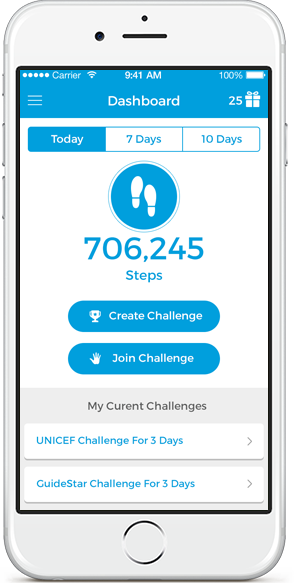 Carrier 9:41 AM 100%
Dashboard 25
Today 7 Days 10 Days
706,245
Steps
Create Challenge
Join Challenge
My Curent Challenges
UNICEF Challenge For 3 Days
GuideStar Challenge For 3 Days